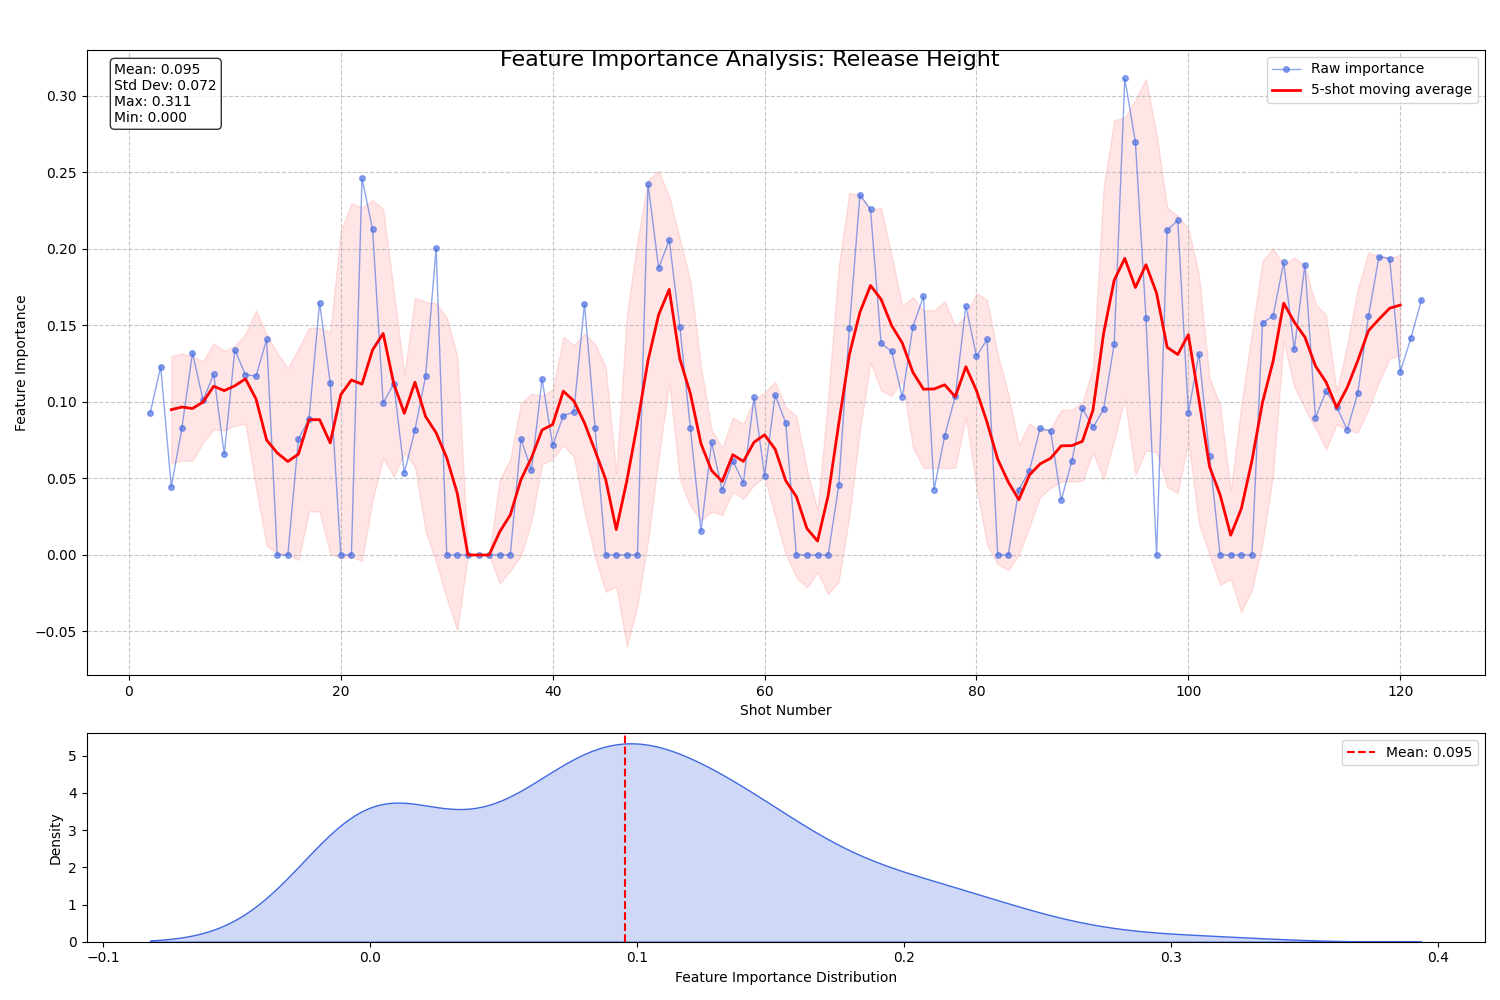 Feature Importance Analysis: Release Height
Mean: 0.095
Std Dev: 0.072
Max: 0.311
Min: 0.000
Raw importance
5-shot moving average
Feature Importance
0.30
0.25
0.20
0.15
0.10
0.05
0.00
−0.05
0 20 40 60 80 100 120
Shot Number
Mean: 0.095
Density
5
4
3
2
1
0
−0.1 0.0 0.1 0.2 0.3 0.4
Feature Importance Distribution